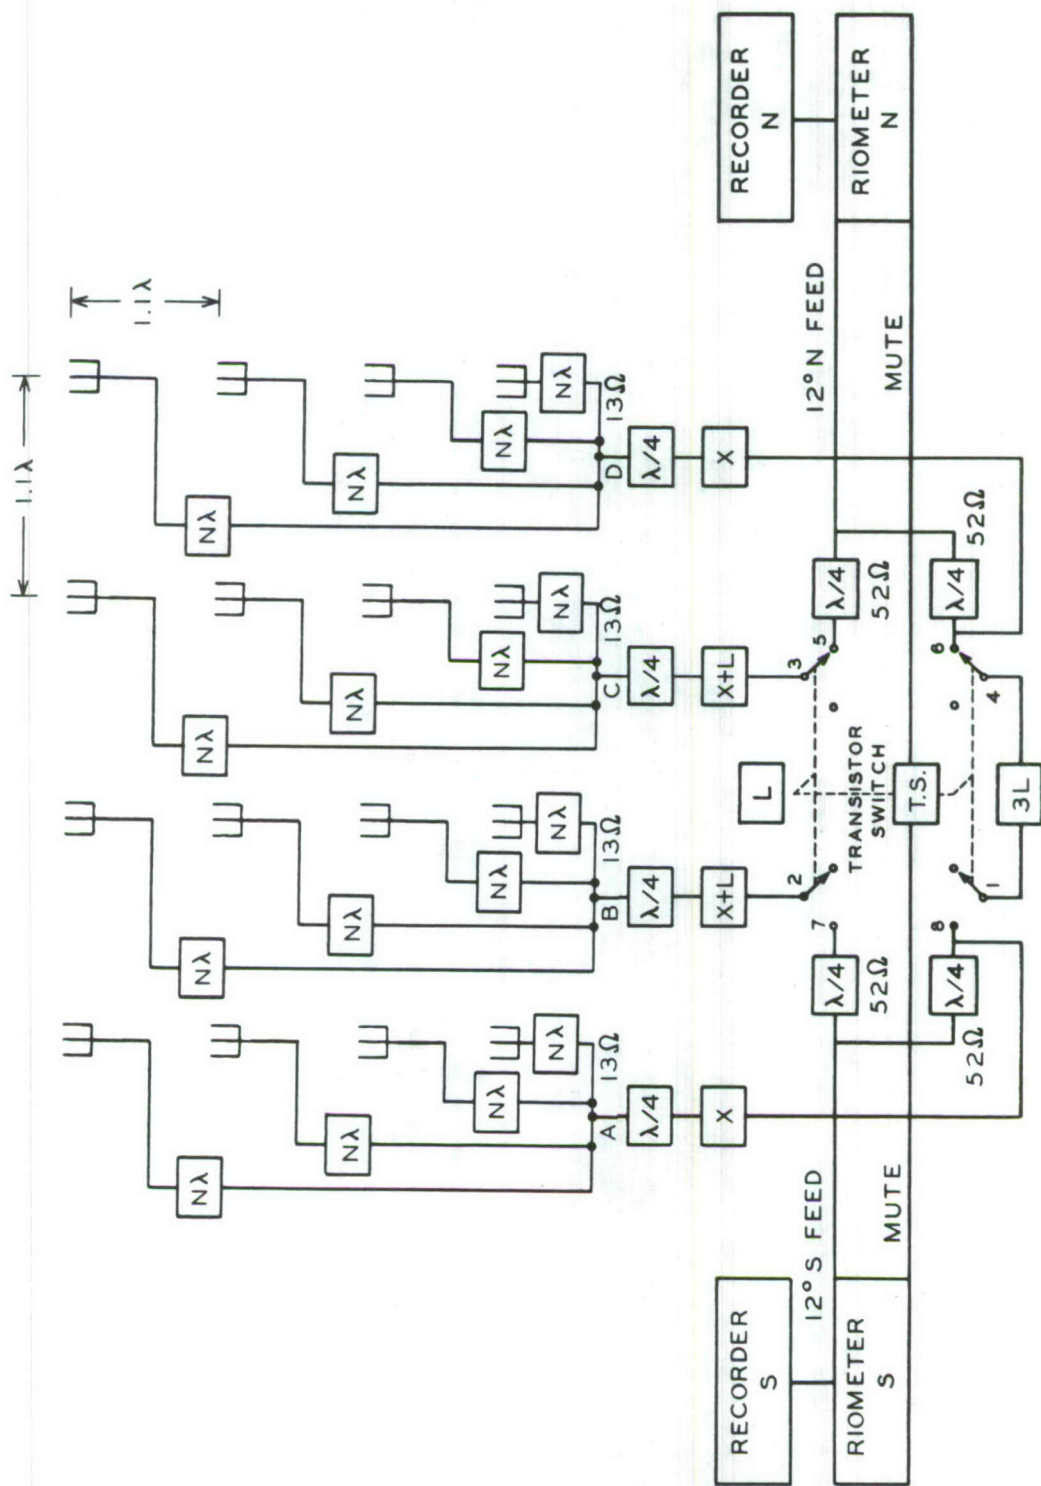 1.1λ
1.1λ
Nλ Nλ Nλ Nλ
Nλ Nλ Nλ Nλ
Nλ Nλ Nλ Nλ
Nλ Nλ Nλ Nλ
13Ω 13Ω 13Ω 13Ω
A B C D
λ/4 λ/4 λ/4 λ/4
X X+L X+L X
RECORDER
S
RECORDER
N
L
2 3
12° S FEED
12° N FEED
7 5
RIOMETER
S
RIOMETER
N
λ/4 λ/4
52Ω 52Ω
TRANSISTOR
SWITCH
MUTE MUTE
T.S.
8 6
λ/4 λ/4
52Ω 52Ω
1 4
3L